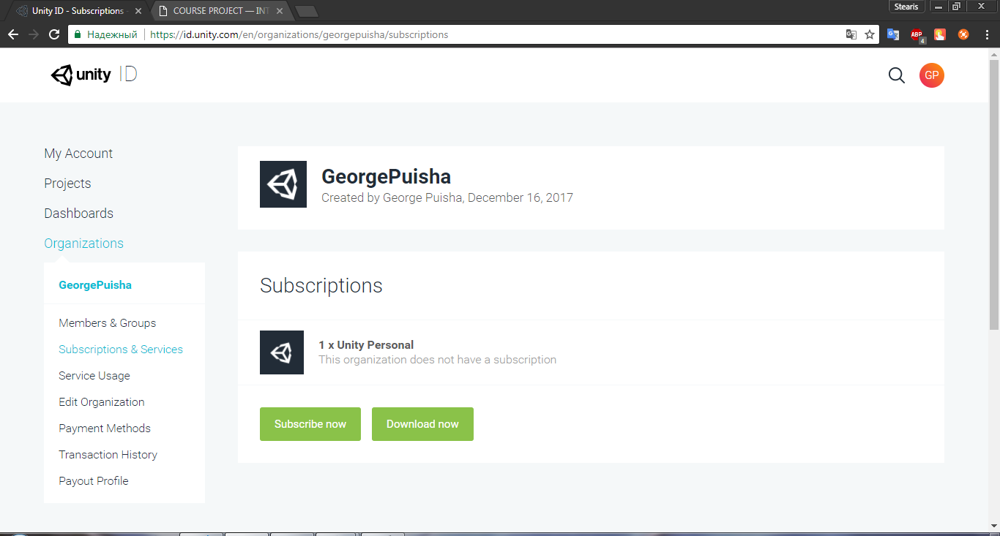 Unity ID - Subscriptions -
COURSE PROJECT — INT
Stearis
Надежный
https://id.unity.com/en/organizations/georgepuisha/subscriptions
ABP
4
unity ID
GP
My Account
Projects
Dashboards
Organizations
GeorgePuisha
Members & Groups
Subscriptions & Services
Service Usage
Edit Organization
Payment Methods
Transaction History
Payout Profile
GeorgePuisha
Created by George Puisha, December 16, 2017
Subscriptions
1 x Unity Personal
This organization does not have a subscription
Subscribe now
Download now